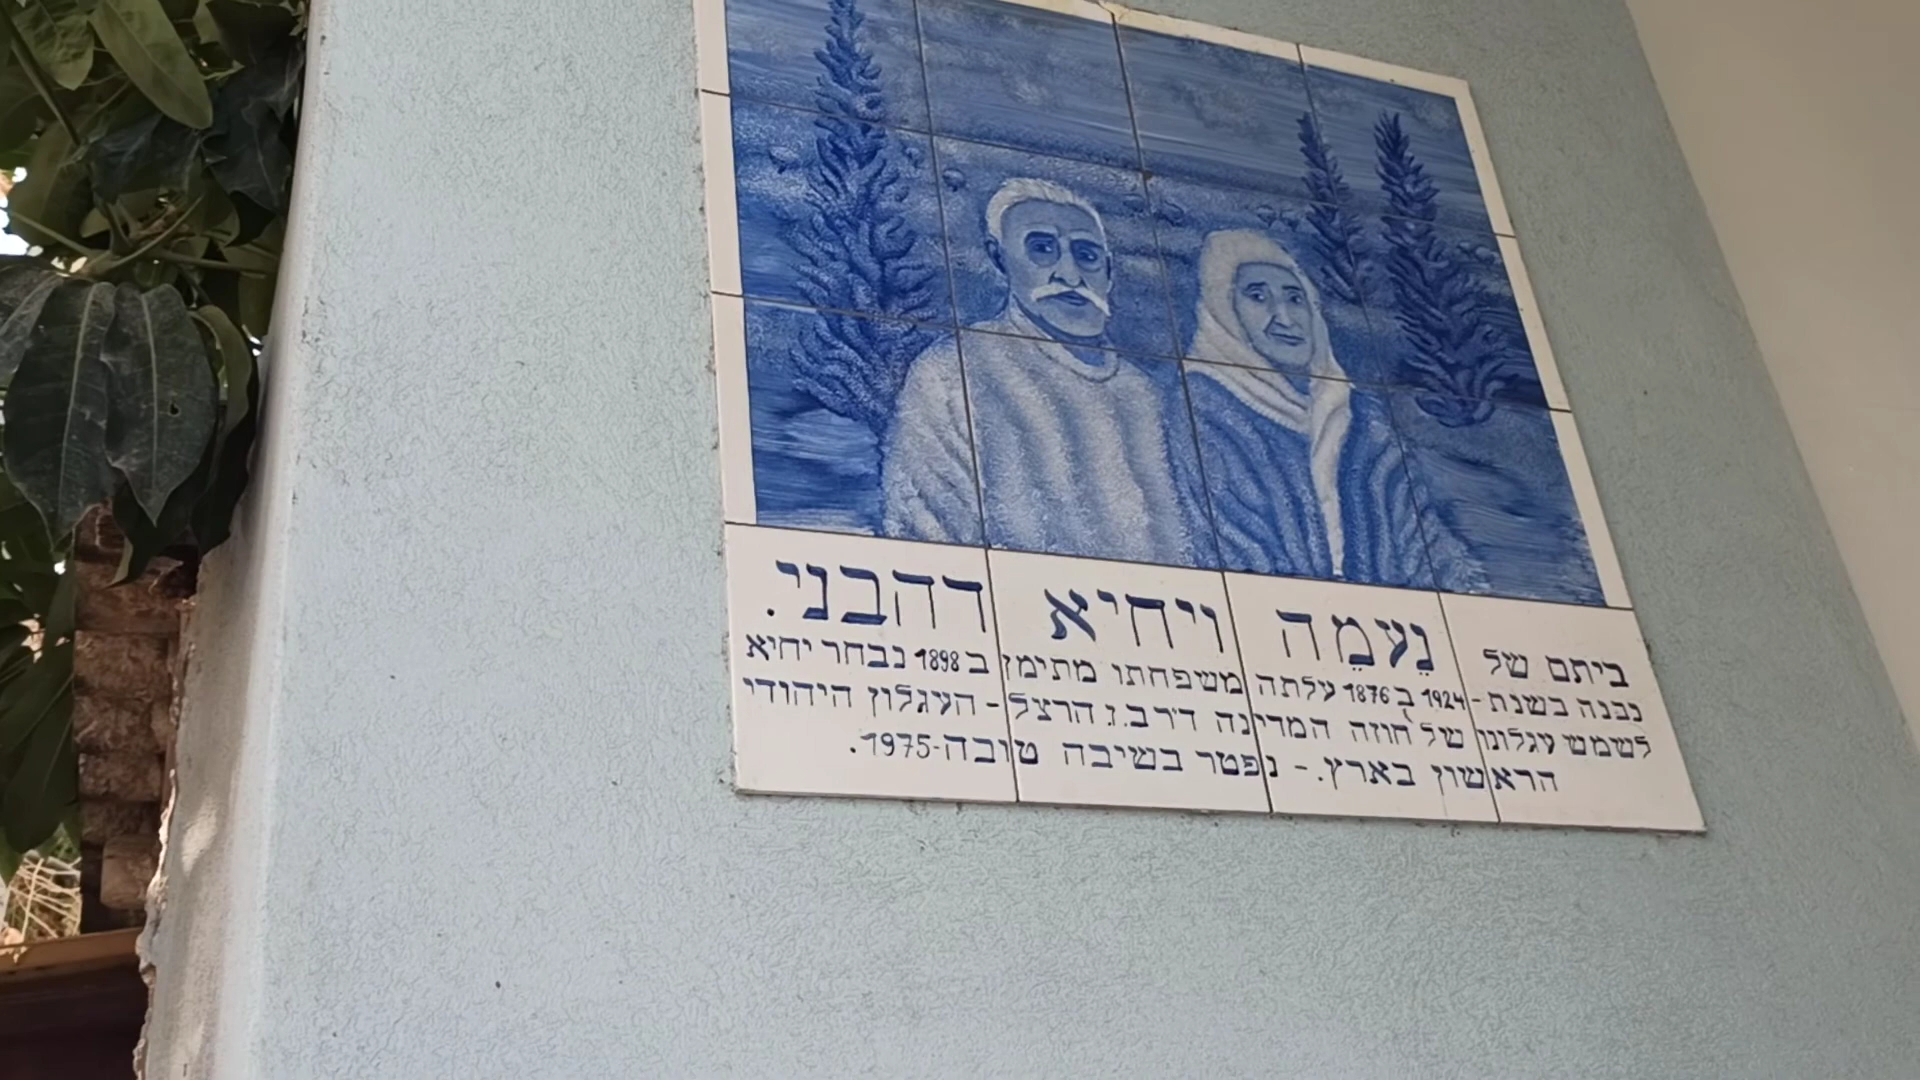 ביתם של נַעְמֵה ויחיא דהבני.
נבנה בשנת - 1924 ב 1876 עלתה משפחתו מתימן ב 1898 נבחר יחיא
לשמש עגלונו של חוזה המדינה ד׳ר ב.ז הרצל - העגלון היהודי
הראשון בארץ. - נפטר בשיבה טובה - 1975.